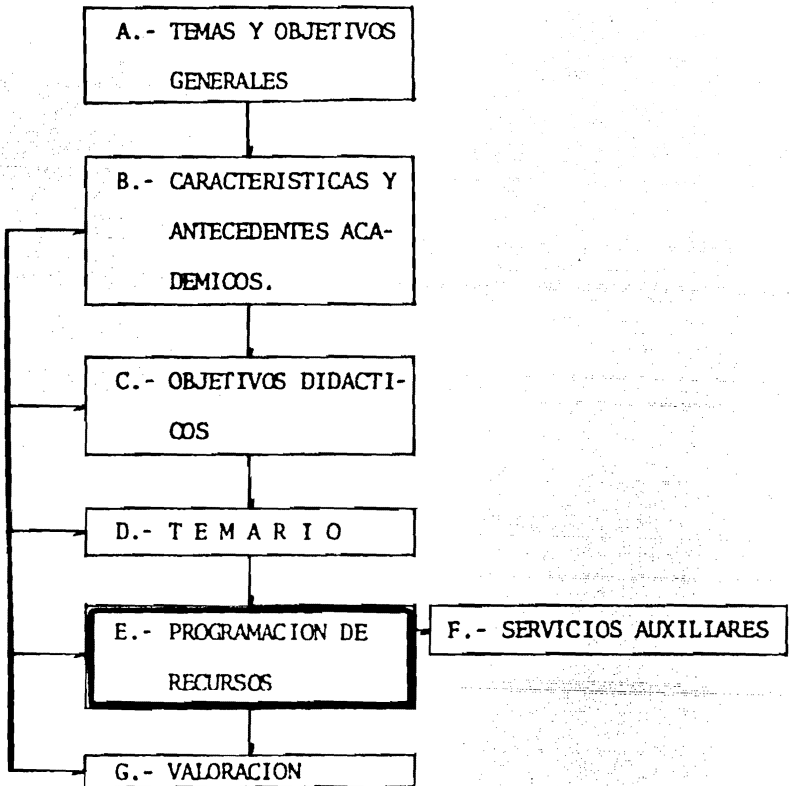 A.- TEMAS Y OBJETIVOS
GENERALES
B.- CARACTERISTICAS Y
ANTECEDENTES ACA-
DEMICOS.
C.- OBJETIVOS DIDACTI-
COS
D.- T E M A R I O
E.- PROGRAMACION DE
RECURSOS
F.- SERVICIOS AUXILIARES
G.- VALORACION